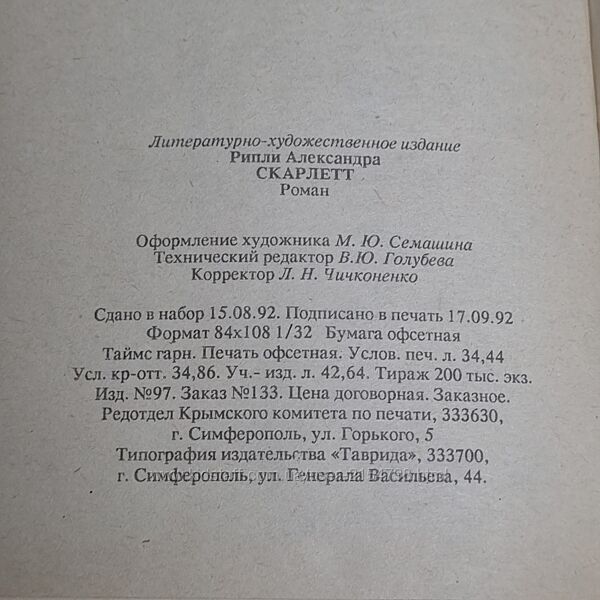 Литературно-художественное издание
Рипли Александра
СКАРЛЕТТ
Роман
Оформление художника М. Ю. Семашина
Технический редактор В.Ю. Голубева
Корректор Л. Н. Чичконенко
Сдано в набор 15.08.92. Подписано в печать 17.09.92
Формат 84х108 1/32 Бумага офсетная
Таймс гарн. Печать офсетная. Услов. печ. л. 34,44
Усл. кр-отт. 34,86. Уч.- изд. л. 42,64. Тираж 200 тыс. экз.
Изд. №97. Заказ №133. Цена договорная. Заказное.
Редотдел Крымского комитета по печати, 333630,
г. Симферополь, ул. Горького, 5
Типография издательства «Таврида», 333700,
г. Симферополь, ул. Генерала Васильева, 44.